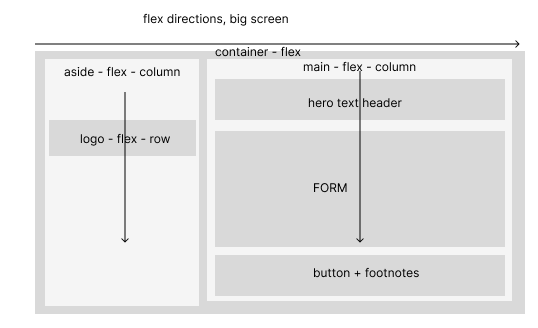 flex directions, big screen
container - flex
aside - flex - column
logo - flex - row
main - flex - column
hero text header
FORM
button + footnotes